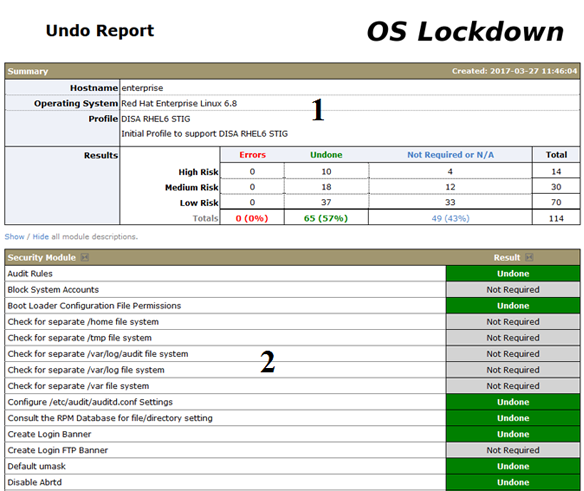 Undo Report
OS Lockdown
Summary Created: 2017-03-27 11:46:04
Hostname enterprise
Operating System Red Hat Enterprise Linux 6.8
Profile DISA RHEL6 STIG
Initial Profile to support DISA RHEL6 STIG
1
Results Errors Undone Not Required or N/A Total
High Risk 0 10 4 14
Medium Risk 0 18 12 30
Low Risk 0 37 33 70
Totals 0 (0%) 65 (57%) 49 (43%) 114
Show / Hide all module descriptions.
Security Module Result
Audit Rules Undone
Block System Accounts Not Required
Boot Loader Configuration File Permissions Undone
Check for separate /home file system Not Required
Check for separate /tmp file system Not Required
Check for separate /var/log/audit file system Not Required
Check for separate /var/log file system Not Required
2
Check for separate /var file system Not Required
Configure /etc/audit/auditd.conf Settings Undone
Consult the RPM Database for file/directory setting Undone
Create Login Banner Undone
Create Login FTP Banner Not Required
Default umask Undone
Disable Abrtd Undone